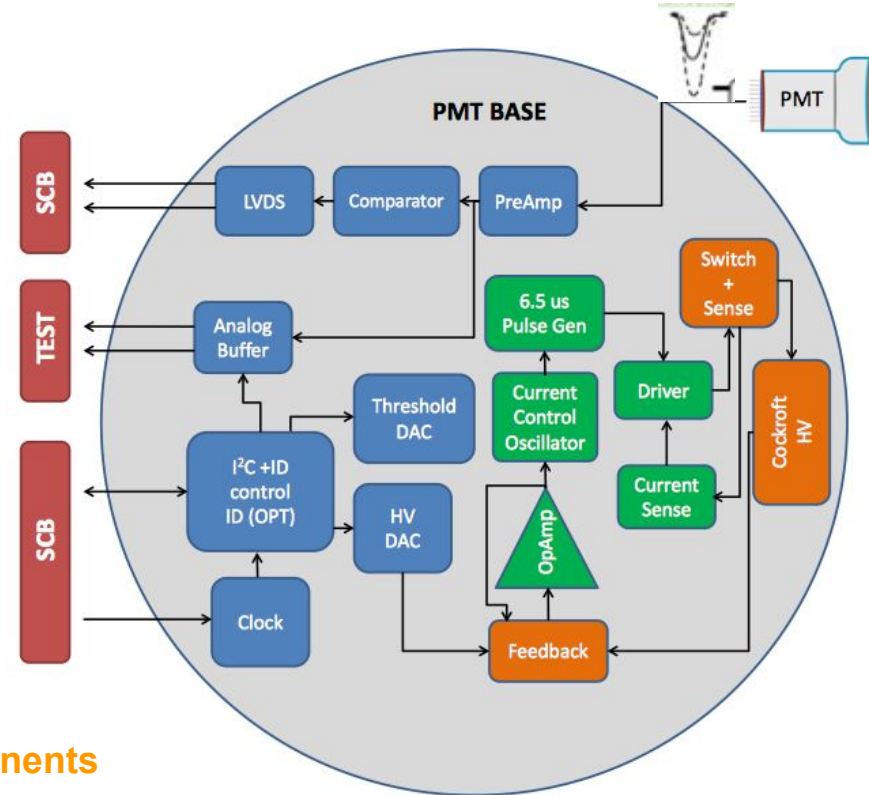 PMT
PMT BASE
SCB
LVDS
Comparator
PreAmp
TEST
Analog
Buffer
6.5 us
Pulse Gen
Switch
+
Sense
Threshold
DAC
Current
Control
Oscillator
Driver
Cockroft
HV
SCB
I²C +ID
control
ID (OPT)
HV
DAC
OpAmp
Current
Sense
Clock
Feedback
nents